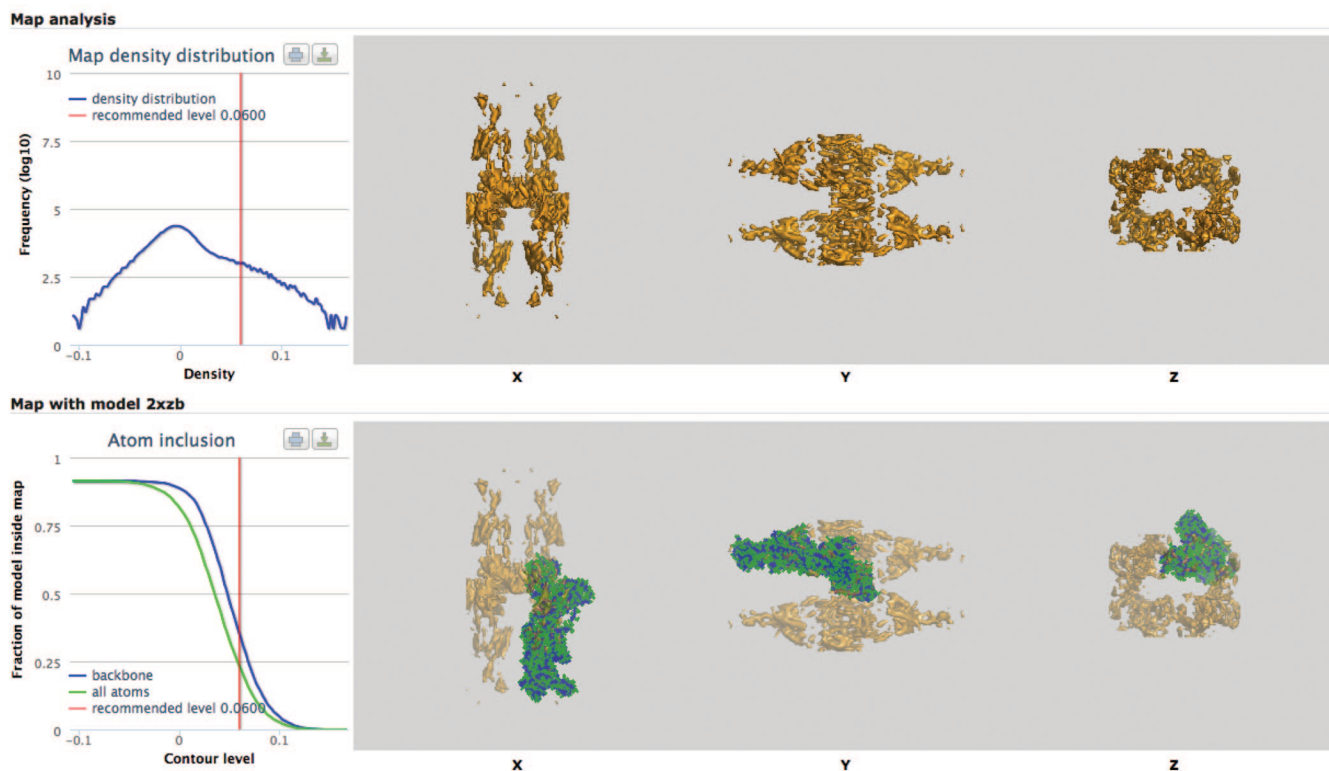 Map analysis
Map density distribution
10
density distribution
recommended level 0.0600
7.5
Frequency (log10)
5
2.5
0
-0.1 0 0.1
Density
X Y Z
Map with model 2xzb
Atom inclusion
1
0.75
Fraction of model inside map
0.5
0.25
backbone
all atoms
recommended level 0.0600
0
-0.1 0 0.1
Contour level
X Y Z